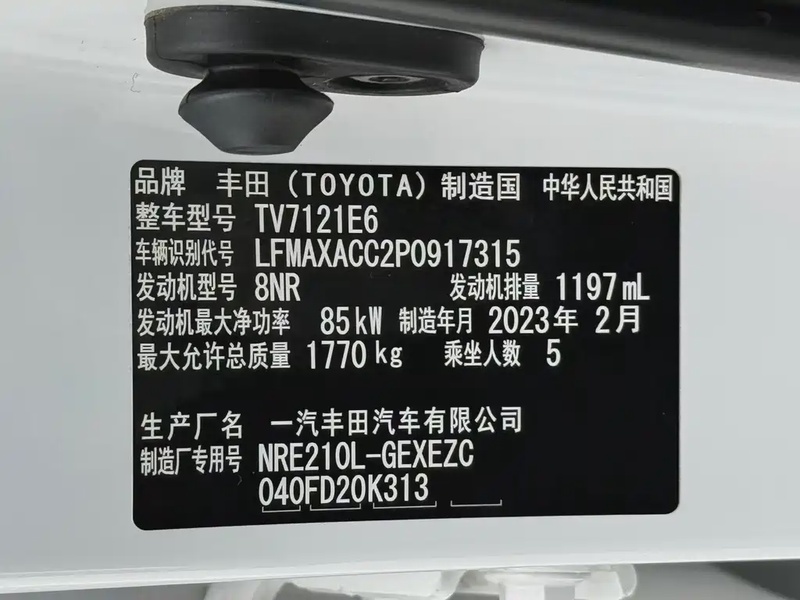 品牌 丰田（TOYOTA）制造国 中华人民共和国
整车型号 TV7121E6
车辆识别代号 LFMAXACC2P0917315
发动机型号 8NR 发动机排量 1197mL
发动机最大净功率 85kW 制造年月 2023年 2月
最大允许总质量 1770kg 乘坐人数 5
生产厂名 一汽丰田汽车有限公司
制造厂专用号 NRE210L-GEXEZC
040FD20K313